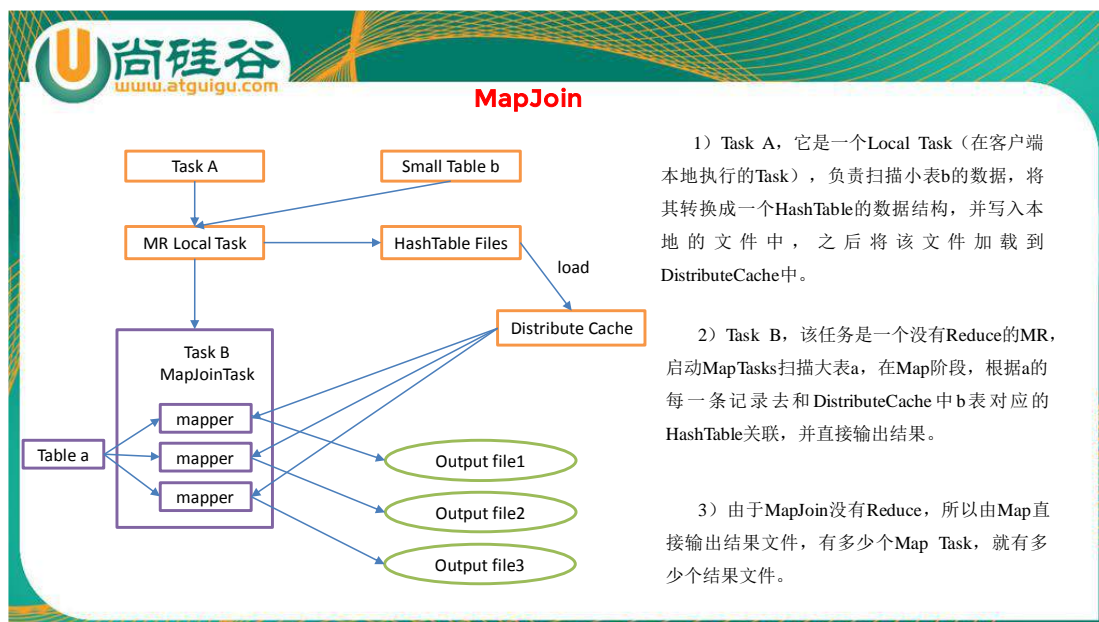 尚硅谷
www.atguigu.com
MapJoin
Task A
Small Table b
MR Local Task
HashTable Files
load
Distribute Cache
Task B
MapJoinTask
mapper
mapper
mapper
Table a
Output file1
Output file2
Output file3
1）Task A，它是一个Local Task（在客户端
本地执行的Task），负责扫描小表b的数据，将
其转换成一个HashTable的数据结构，并写入本
地的文件中，之后将该文件加载到
DistributeCache中。
2）Task B，该任务是一个没有Reduce的MR，
启动MapTasks扫描大表a，在Map阶段，根据a的
每一条记录去和DistributeCache中b表对应的
HashTable关联，并直接输出结果。
3）由于MapJoin没有Reduce，所以由Map直
接输出结果文件，有多少个Map Task，就有多
少个结果文件。